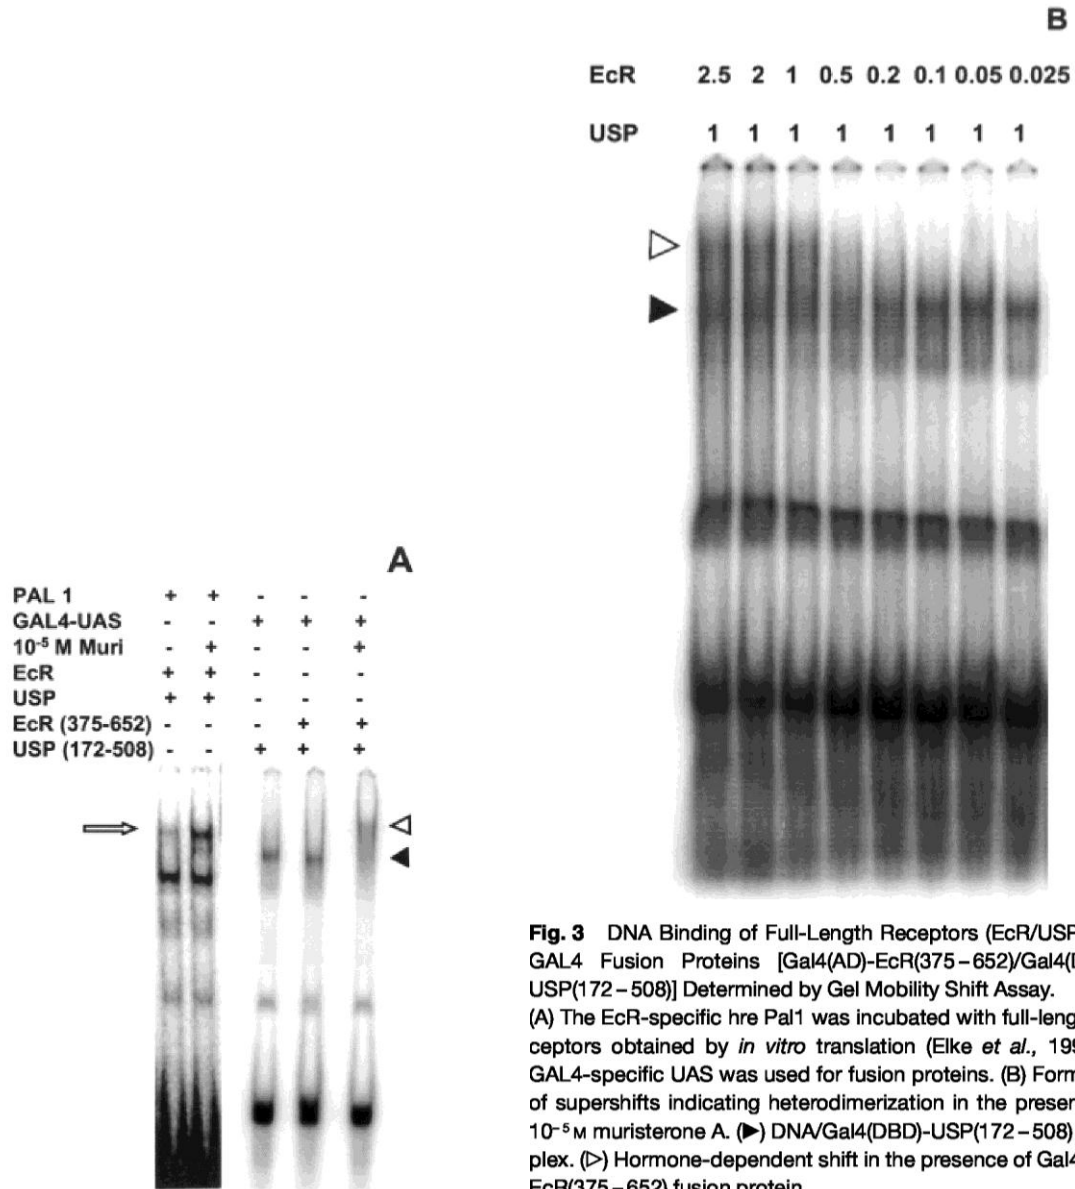 B
EcR 2.5 2 1 0.5 0.2 0.1 0.05 0.025
USP 1 1 1 1 1 1 1 1
A
PAL 1 + + - - -
GAL4-UAS - - + + +
10⁻⁵ M Muri - + - - +
EcR + + - - -
USP + + - - -
EcR (375-652) - - - + +
USP (172-508) - - + + +
Fig. 3 DNA Binding of Full-Length Receptors (EcR/USP
GAL4 Fusion Proteins [Gal4(AD)-EcR(375–652)/Gal4(D
USP(172–508)] Determined by Gel Mobility Shift Assay.
(A) The EcR-specific hre Pal1 was incubated with full-leng
ceptors obtained by in vitro translation (Elke et al., 199
GAL4-specific UAS was used for fusion proteins. (B) Form
of supershifts indicating heterodimerization in the presen
10⁻⁵ M muristerone A. (▶) DNA/Gal4(DBD)-USP(172–508)
plex. (▷) Hormone-dependent shift in the presence of Gal4
EcR(375–652) fusion protein